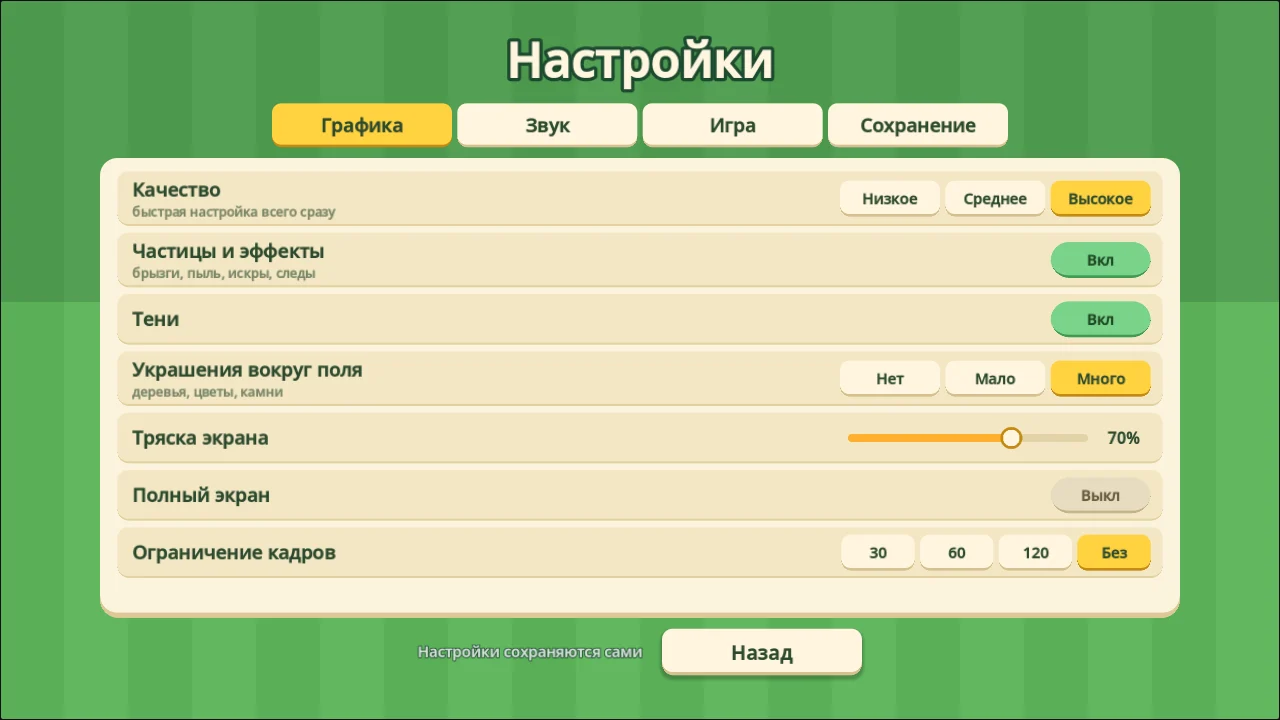 Настройки
Графика Звук Игра Сохранение
Качество
быстрая настройка всего сразу
Низкое Среднее Высокое
Частицы и эффекты
брызги, пыль, искры, следы
Вкл
Тени
Вкл
Украшения вокруг поля
деревья, цветы, камни
Нет Мало Много
Тряска экрана
70%
Полный экран
Выкл
Ограничение кадров
30 60 120 Без
Настройки сохраняются сами
Назад